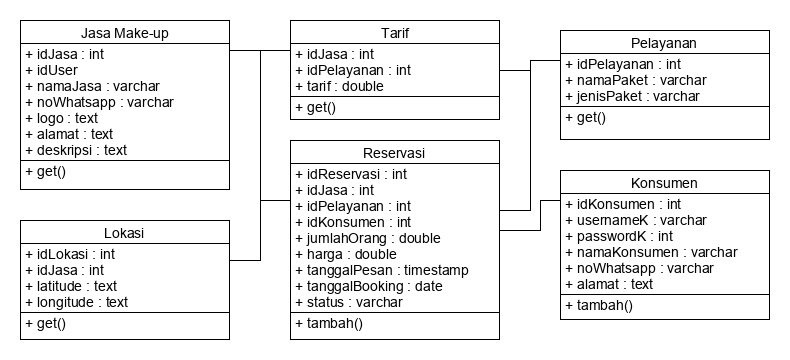 Jasa Make-up
+ idJasa : int
+ idUser
+ namaJasa : varchar
+ noWhatsapp : varchar
+ logo : text
+ alamat : text
+ deskripsi : text
+ get()
Lokasi
+ idLokasi : int
+ idJasa : int
+ latitude : text
+ longitude : text
+ get()
Tarif
+ idJasa : int
+ idPelayanan : int
+ tarif : double
+ get()
Reservasi
+ idReservasi : int
+ idJasa : int
+ idPelayanan : int
+ idKonsumen : int
+ jumlahOrang : double
+ harga : double
+ tanggalPesan : timestamp
+ tanggalBooking : date
+ status : varchar
+ tambah()
Pelayanan
+ idPelayanan : int
+ namaPaket : varchar
+ jenisPaket : varchar
+ get()
Konsumen
+ idKonsumen : int
+ usernameK : varchar
+ passwordK : int
+ namaKonsumen : varchar
+ noWhatsapp : varchar
+ alamat : text
+ tambah()